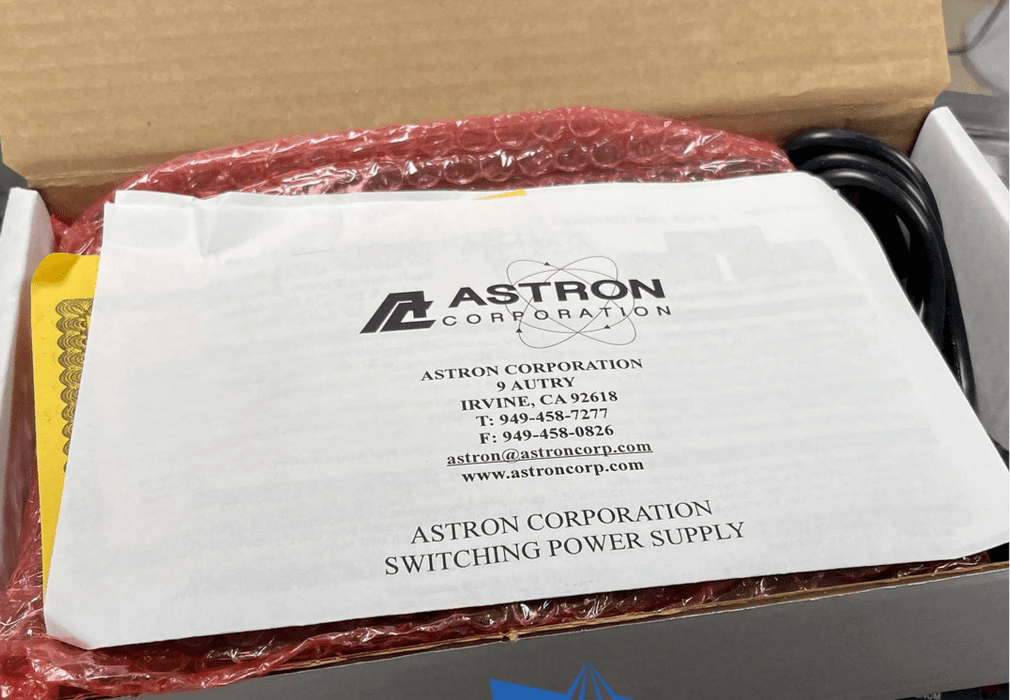 ASTRON
CORPORATION
ASTRON CORPORATION
9 AUTRY
IRVINE, CA 92618
T: 949-458-7277
F: 949-458-0826
astron@astroncorp.com
www.astroncorp.com
ASTRON CORPORATION
SWITCHING POWER SUPPLY